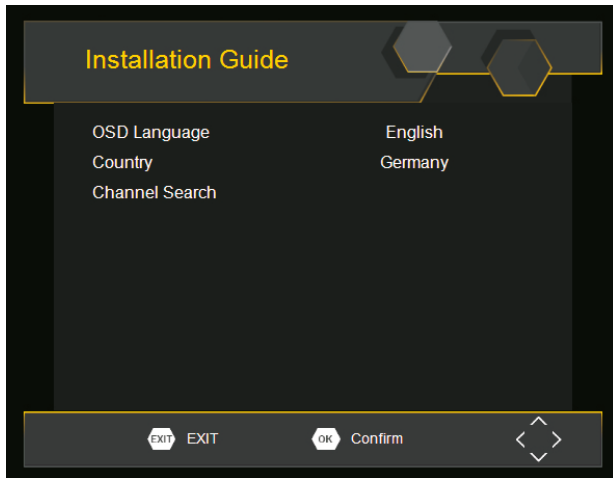 Installation Guide
OSD Language English
Country Germany
Channel Search
EXIT EXIT OK Confirm